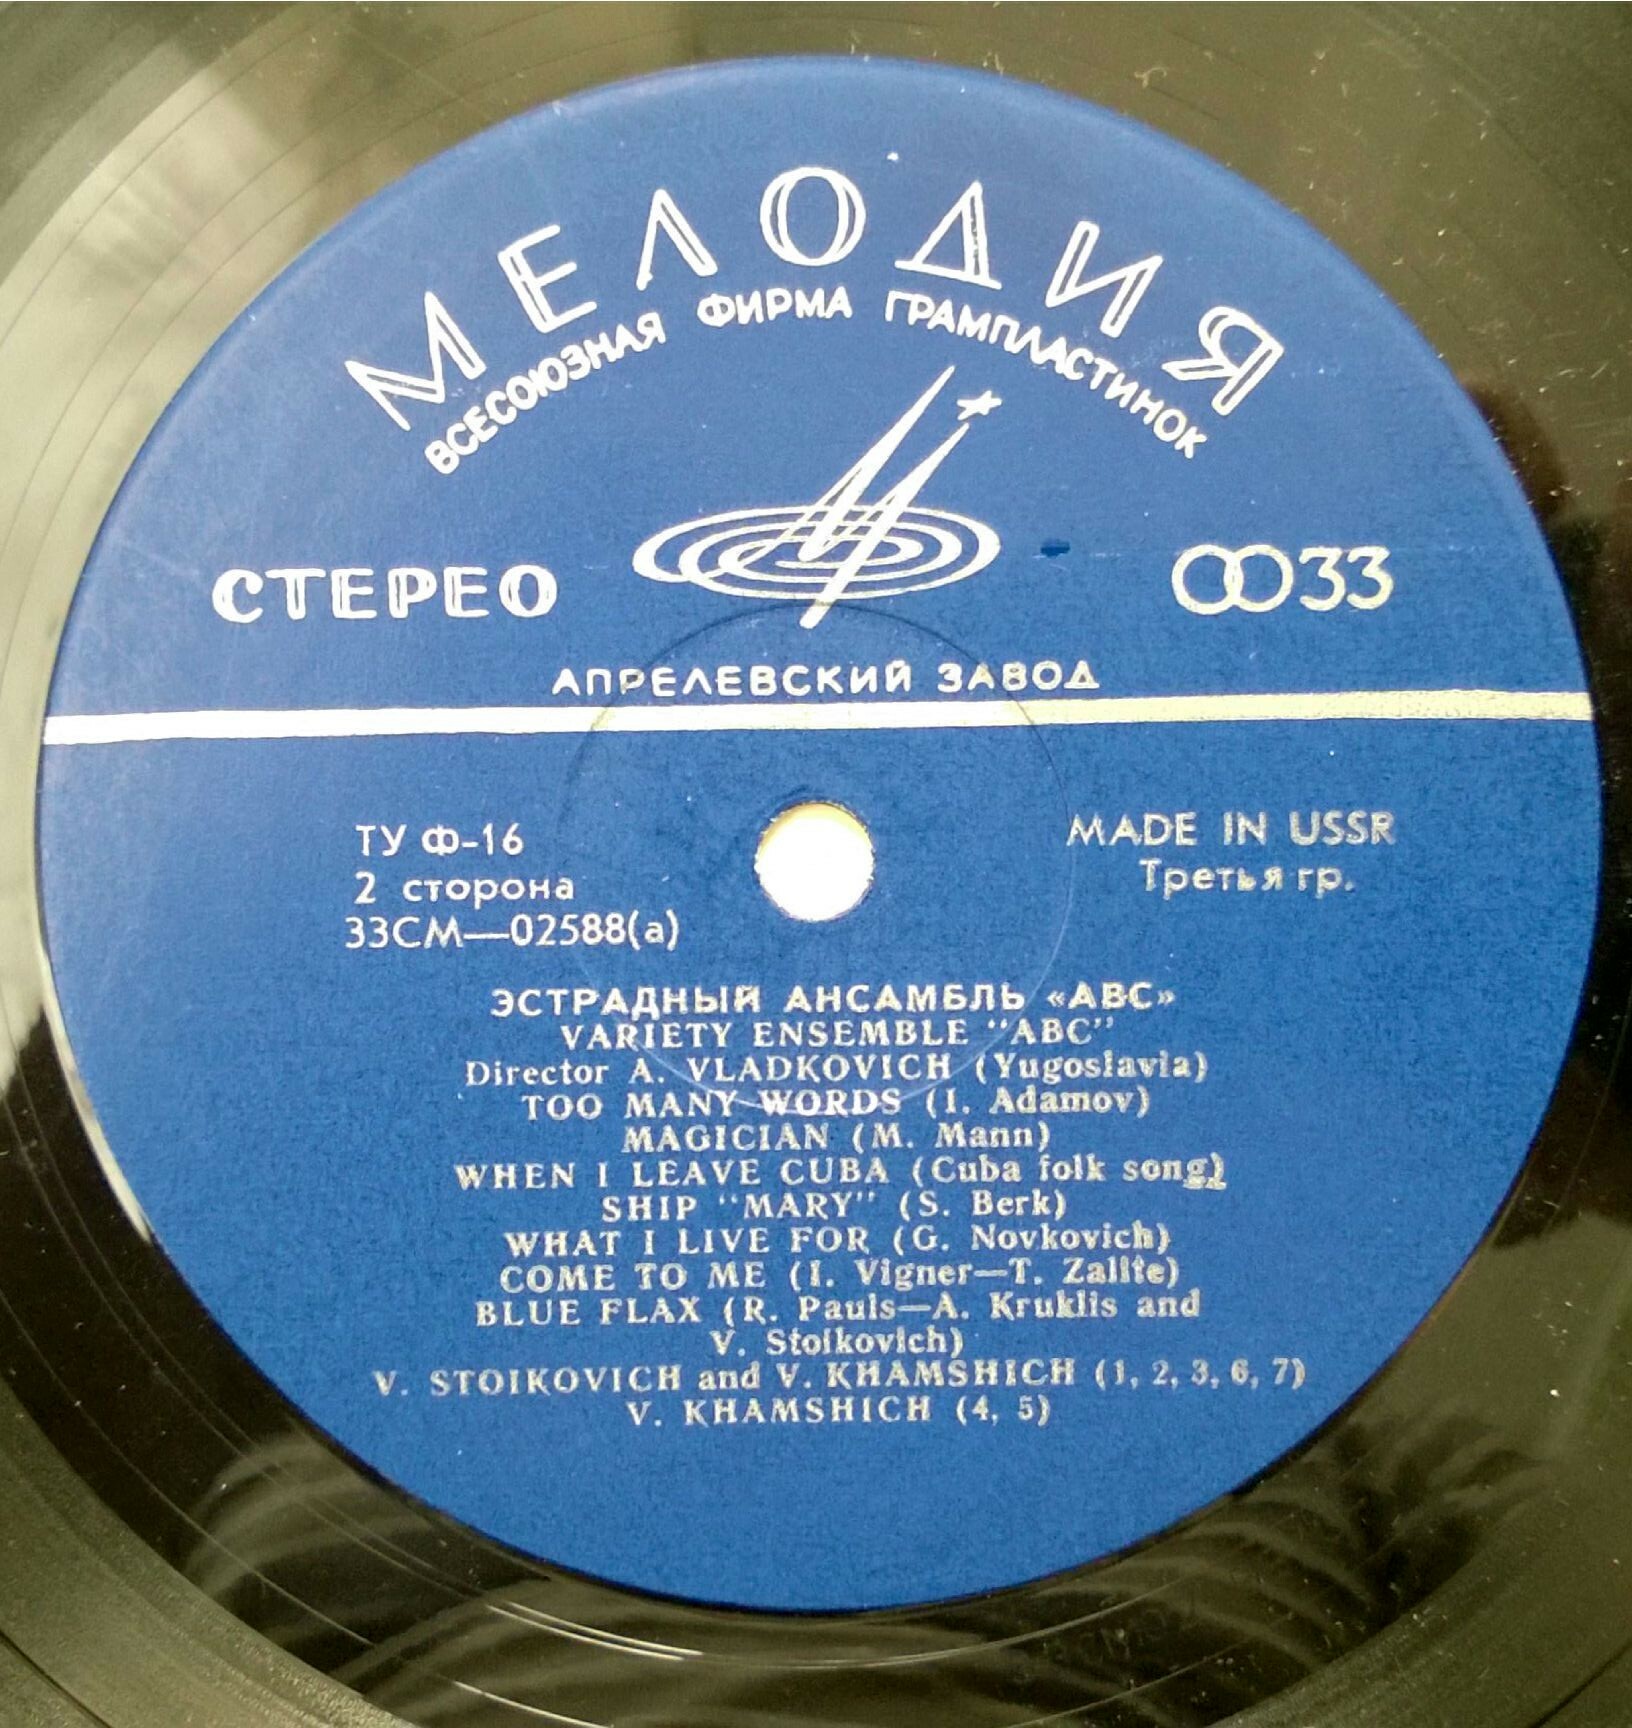 МЕЛОДИЯ
ВСЕСОЮЗНАЯ ФИРМА ГРАМПЛАСТИНОК
СТЕРЕО
33
АПРЕЛЕВСКИЙ ЗАВОД
ТУ Ф-16
2 сторона
33СМ—02588(а)
MADE IN USSR
Третья гр.
ЭСТРАДНЫЙ АНСАМБЛЬ «АВС»
VARIETY ENSEMBLE "ABC"
Director A. VLADKOVICH (Yugoslavia)
TOO MANY WORDS (I. Adamov)
MAGICIAN (M. Mann)
WHEN I LEAVE CUBA (Cuba folk song)
SHIP "MARY" (S. Berk)
WHAT I LIVE FOR (G. Novkovich)
COME TO ME (I. Vigner—T. Zalite)
BLUE FLAX (R. Pauls—A. Kruklis and
V. Stoikovich)
V. STOIKOVICH and V. KHAMSHICH (1, 2, 3, 6, 7)
V. KHAMSHICH (4, 5)